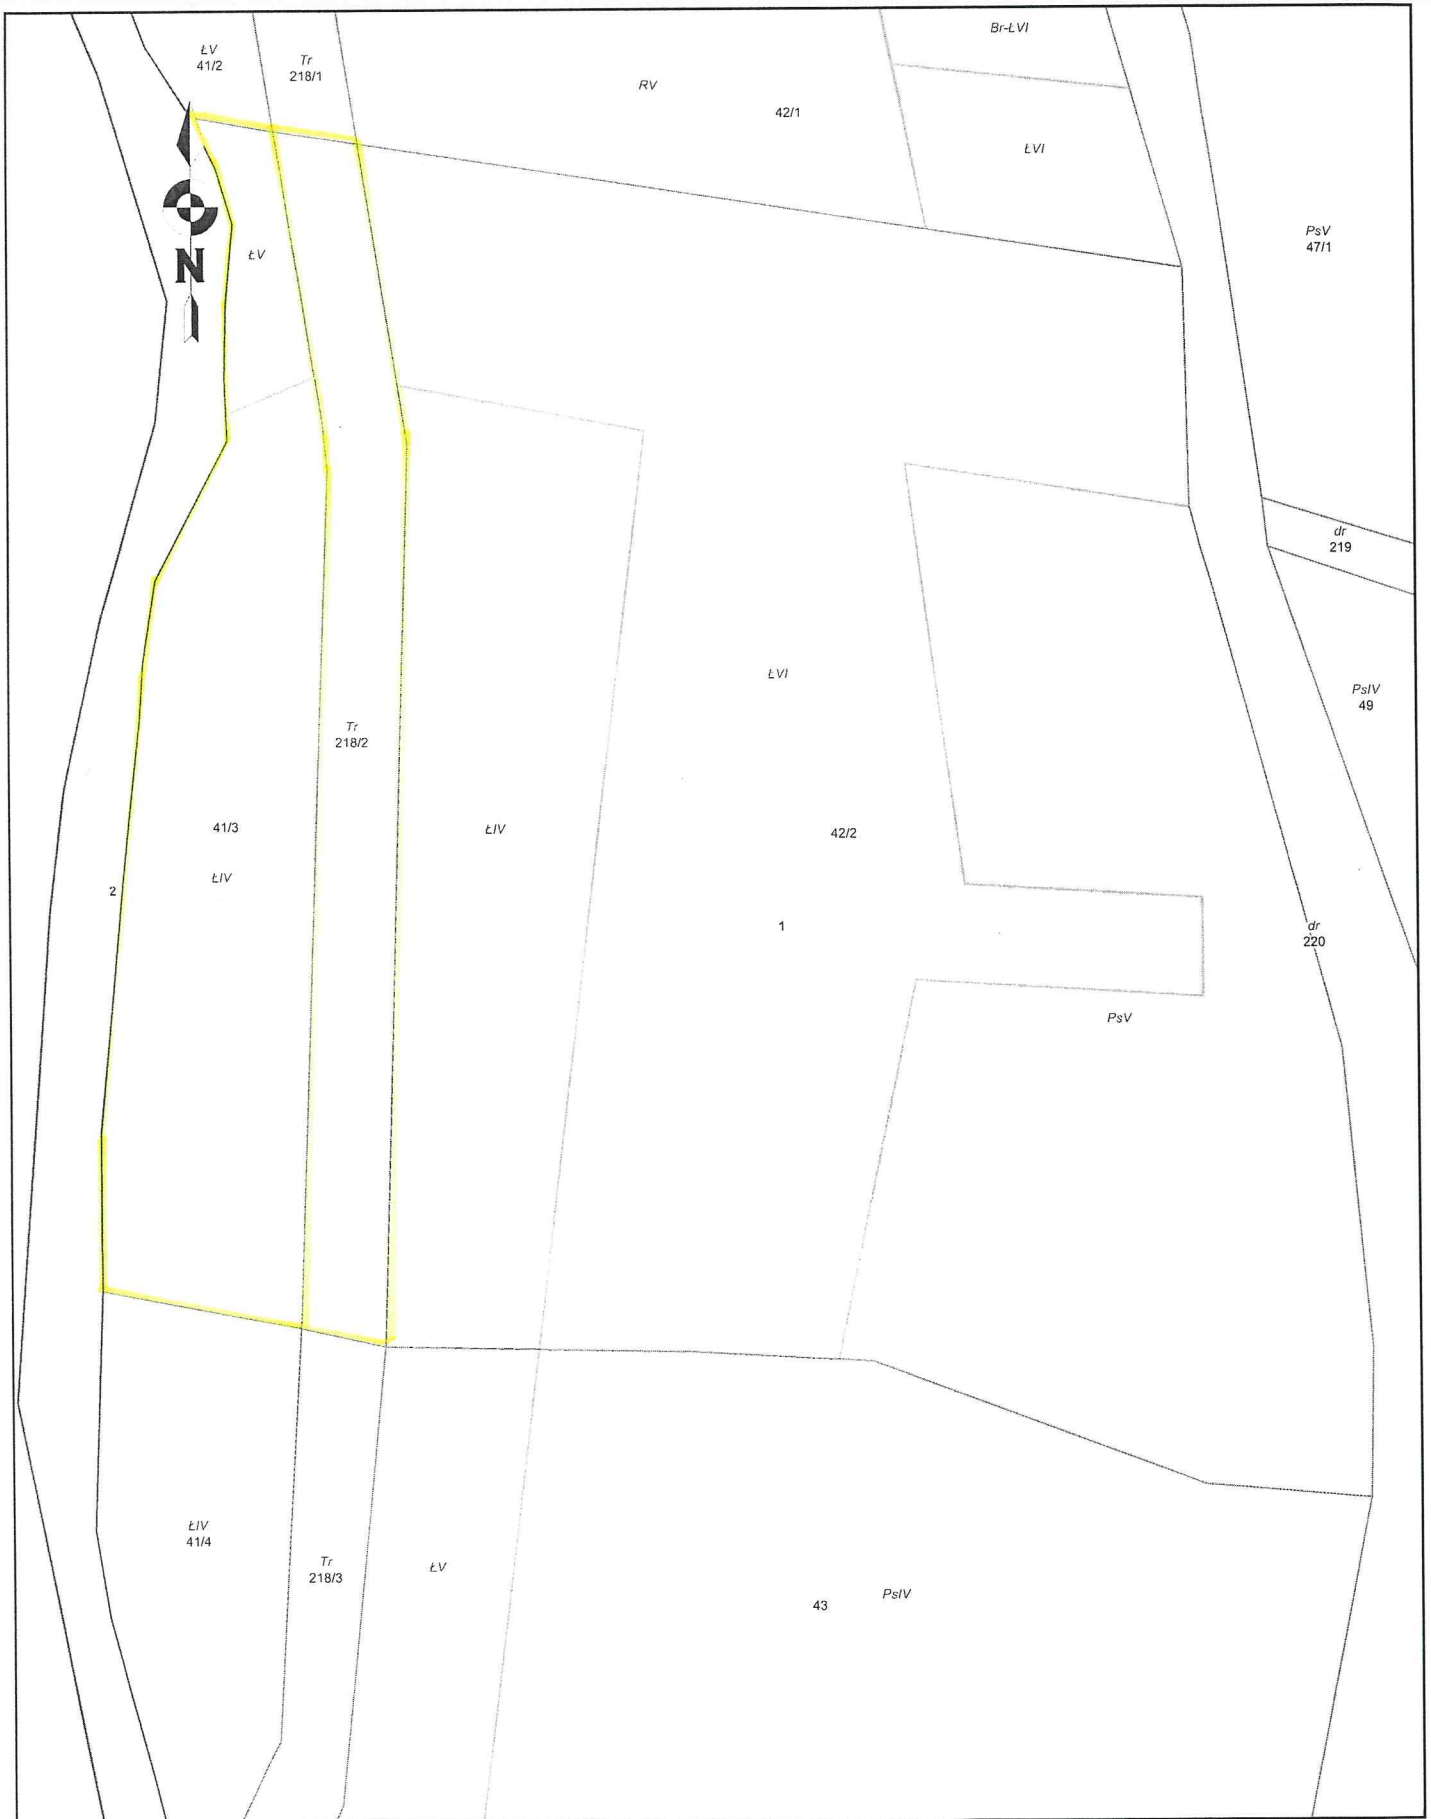 Br-ŁVI
ŁV
41/2
Tr
218/1
RV
42/1
ŁVI
PsV
47/1
N
ŁV
dr
219
ŁVI
PsIV
49
Tr
218/2
41/3
ŁIV
42/2
ŁIV
2
1
dr
220
PsV
ŁIV
41/4
Tr
218/3
ŁV
43
PsIV